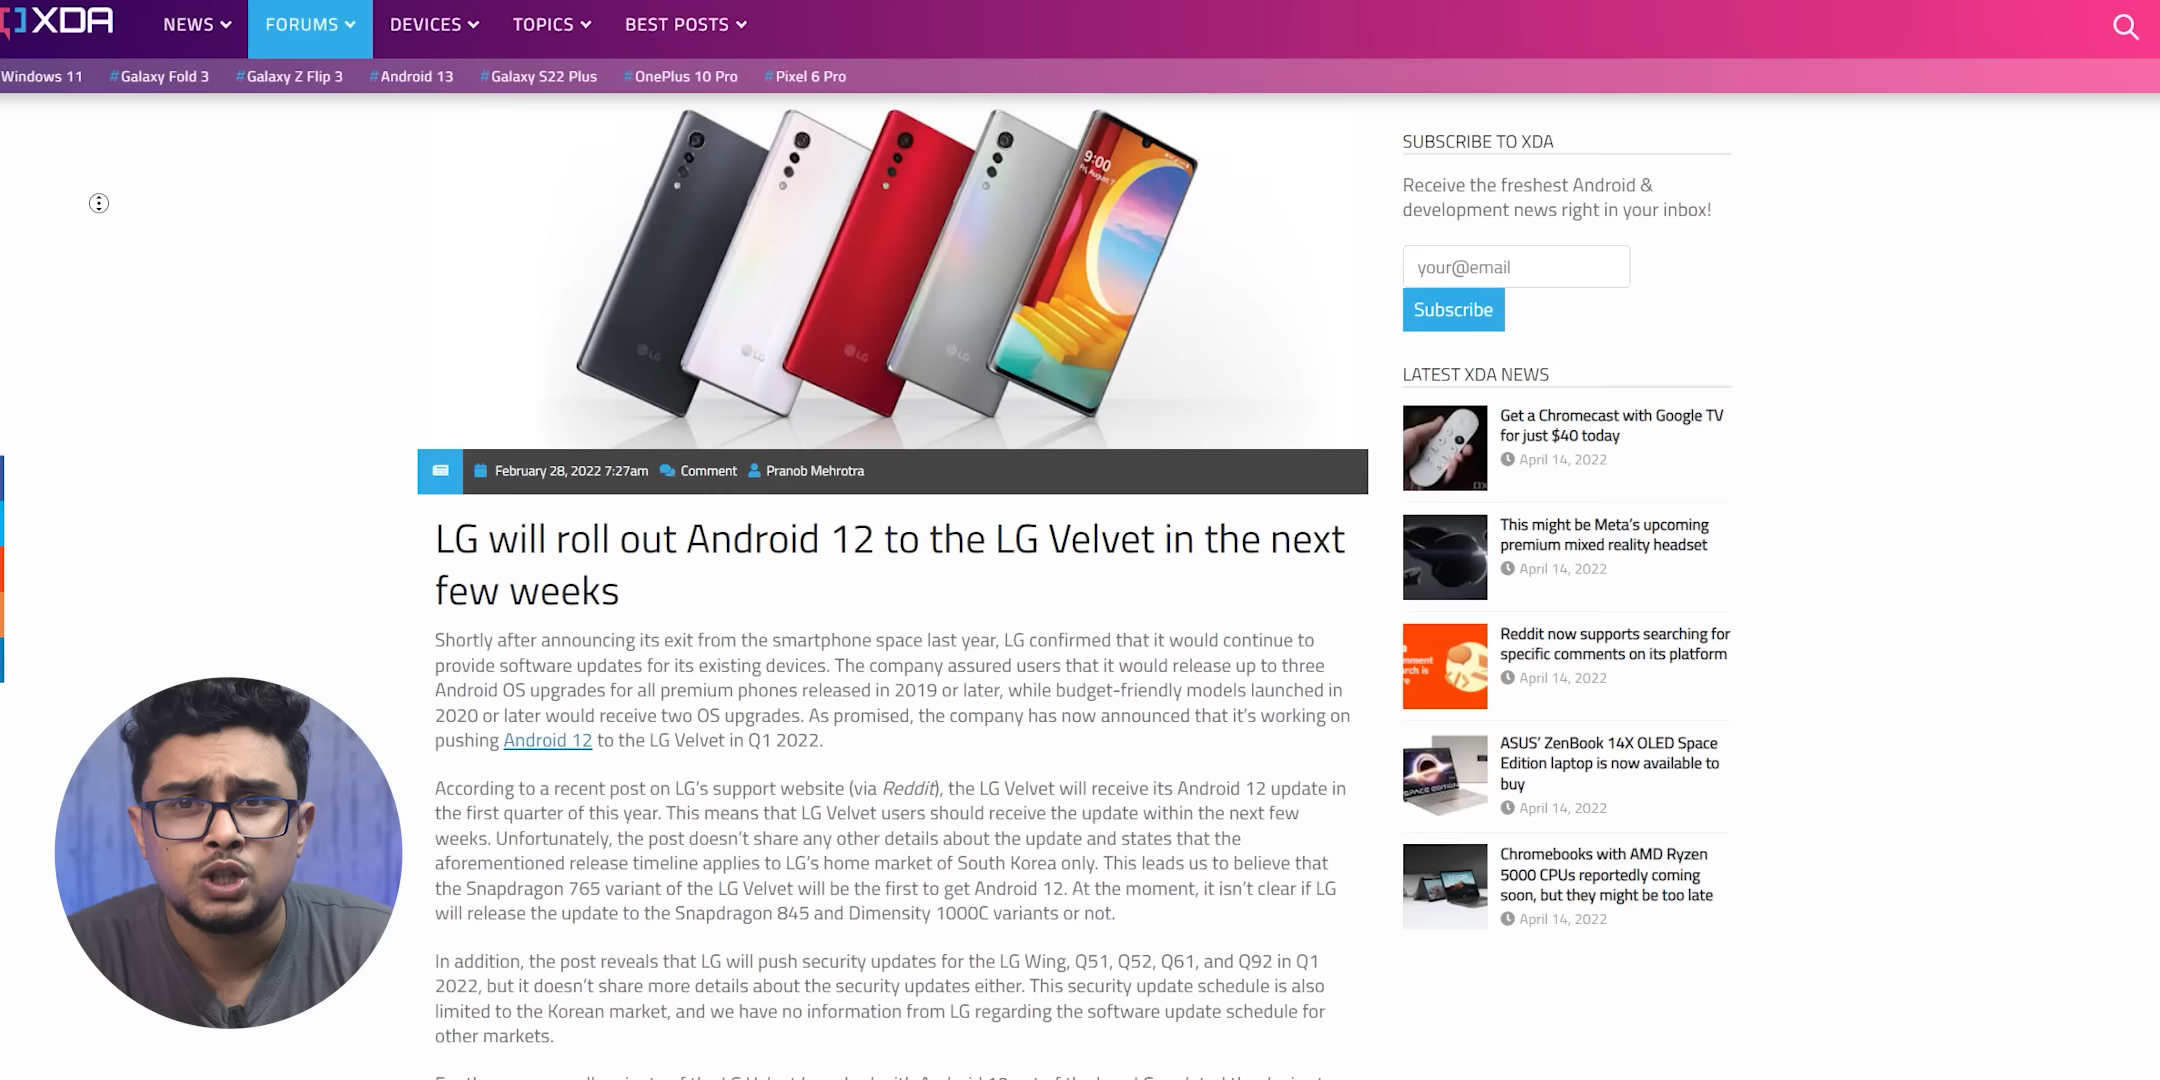 XDA
NEWS
FORUMS
DEVICES
TOPICS
BEST POSTS
Windows 11
#Galaxy Fold 3
#Galaxy Z Flip 3
#Android 13
#Galaxy S22 Plus
#OnePlus 10 Pro
#Pixel 6 Pro
9:00
Fri, August 7
LG
LG
LG
LG
February 28, 2022 7:27am
Comment
Pranob Mehrotra
LG will roll out Android 12 to the LG Velvet in the next
few weeks
Shortly after announcing its exit from the smartphone space last year, LG confirmed that it would continue to
provide software updates for its existing devices. The company assured users that it would release up to three
Android OS upgrades for all premium phones released in 2019 or later, while budget-friendly models launched in
2020 or later would receive two OS upgrades. As promised, the company has now announced that it's working on
pushing Android 12 to the LG Velvet in Q1 2022.
According to a recent post on LG's support website (via Reddit), the LG Velvet will receive its Android 12 update in
the first quarter of this year. This means that LG Velvet users should receive the update within the next few
weeks. Unfortunately, the post doesn't share any other details about the update and states that the
aforementioned release timeline applies to LG's home market of South Korea only. This leads us to believe that
the Snapdragon 765 variant of the LG Velvet will be the first to get Android 12. At the moment, it isn't clear if LG
will release the update to the Snapdragon 845 and Dimensity 1000C variants or not.
In addition, the post reveals that LG will push security updates for the LG Wing, Q51, Q52, Q61, and Q92 in Q1
2022, but it doesn't share more details about the security updates either. This security update schedule is also
limited to the Korean market, and we have no information from LG regarding the software update schedule for
other markets.
SUBSCRIBE TO XDA
Receive the freshest Android &
development news right in your inbox!
your@email
Subscribe
LATEST XDA NEWS
Get a Chromecast with Google TV
for just $40 today
April 14, 2022
This might be Meta's upcoming
premium mixed reality headset
April 14, 2022
Reddit now supports searching for
specific comments on its platform
April 14, 2022
ASUS' ZenBook 14X OLED Space
Edition laptop is now available to
buy
April 14, 2022
Chromebooks with AMD Ryzen
5000 CPUs reportedly coming
soon, but they might be too late
April 14, 2022